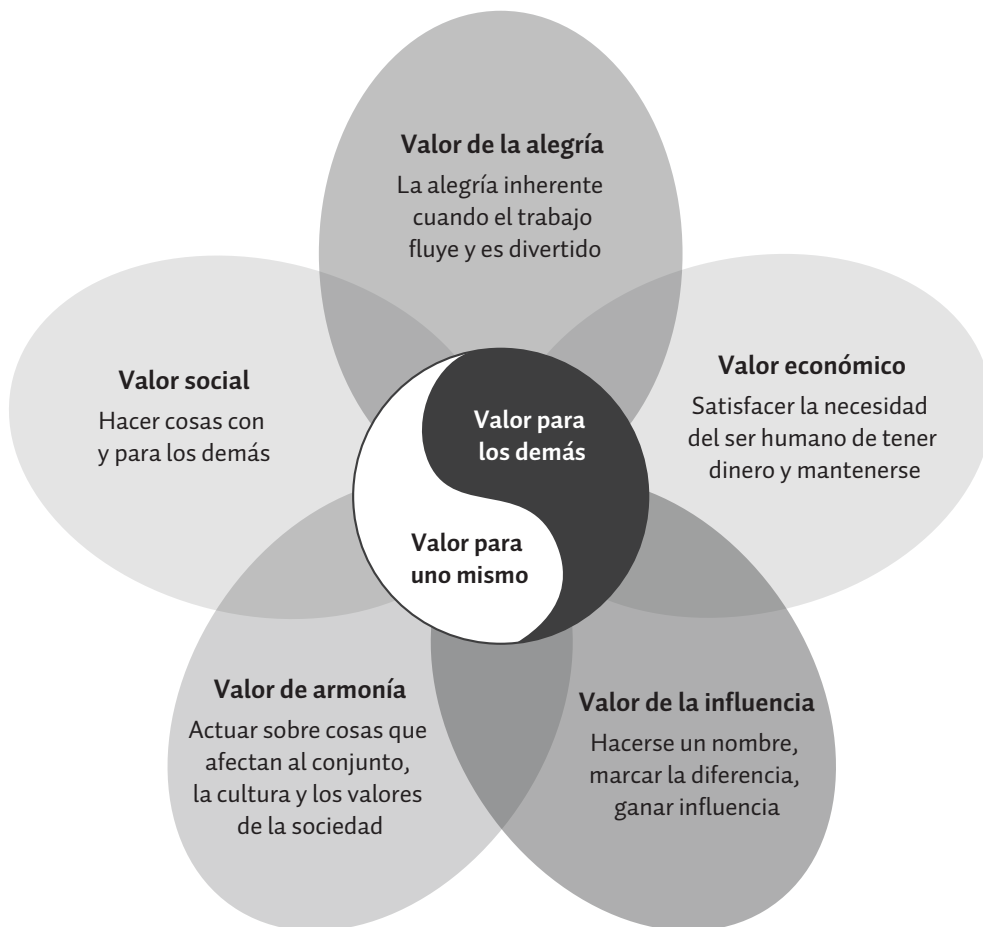 Valor de la alegría
La alegría inherente
cuando el trabajo
fluye y es divertido
Valor social
Hacer cosas con
y para los demás
Valor económico
Satisfacer la necesidad
del ser humano de tener
dinero y mantenerse
Valor para
los demás
Valor para
uno mismo
Valor de armonía
Actuar sobre cosas que
afectan al conjunto,
la cultura y los valores
de la sociedad
Valor de la influencia
Hacerse un nombre,
marcar la diferencia,
ganar influencia